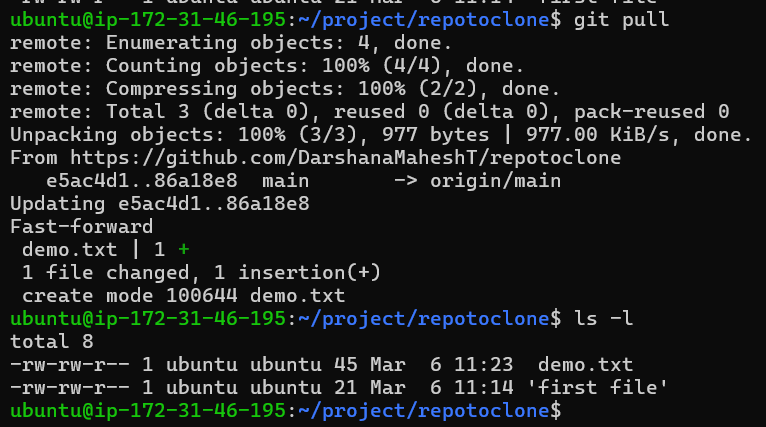 ubuntu@ip-172-31-46-195:~/project/repotoclone$ git pull
remote: Enumerating objects: 4, done.
remote: Counting objects: 100% (4/4), done.
remote: Compressing objects: 100% (2/2), done.
remote: Total 3 (delta 0), reused 0 (delta 0), pack-reused 0
Unpacking objects: 100% (3/3), 977 bytes | 977.00 KiB/s, done.
From https://github.com/DarshanaMaheshT/repotoclone
   e5ac4d1..86a18e8  main       -> origin/main
Updating e5ac4d1..86a18e8
Fast-forward
 demo.txt | 1 +
 1 file changed, 1 insertion(+)
 create mode 100644 demo.txt
ubuntu@ip-172-31-46-195:~/project/repotoclone$ ls -l
total 8
-rw-rw-r-- 1 ubuntu ubuntu 45 Mar  6 11:23  demo.txt
-rw-rw-r-- 1 ubuntu ubuntu 21 Mar  6 11:14 'first file'
ubuntu@ip-172-31-46-195:~/project/repotoclone$